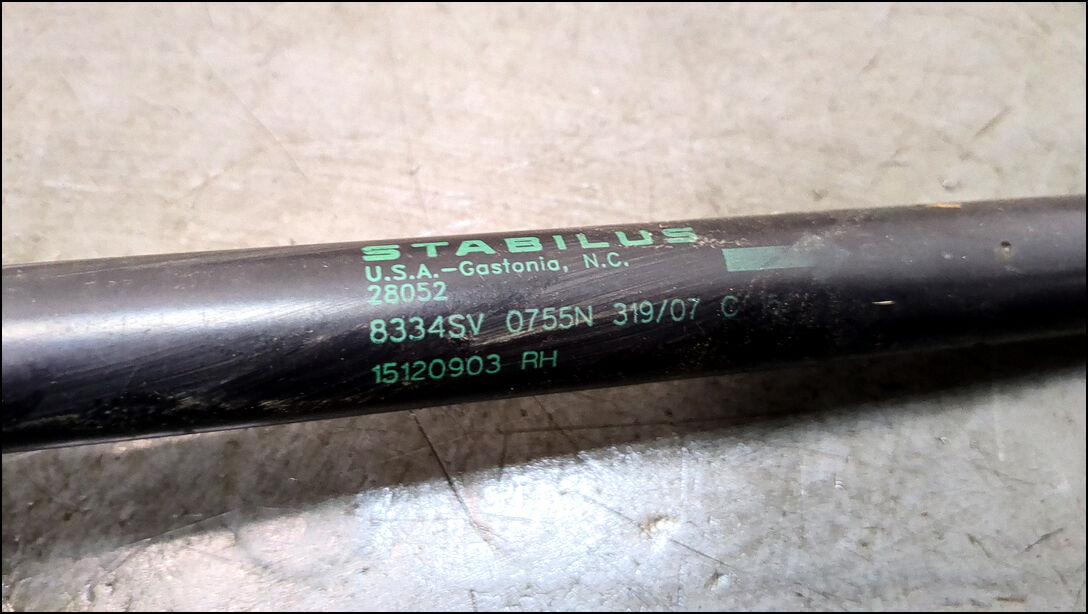 STABILUS
U.S.A.-Gastonia, N.C.
28052
8334SV 0755N 319/07 C
15120903 RH